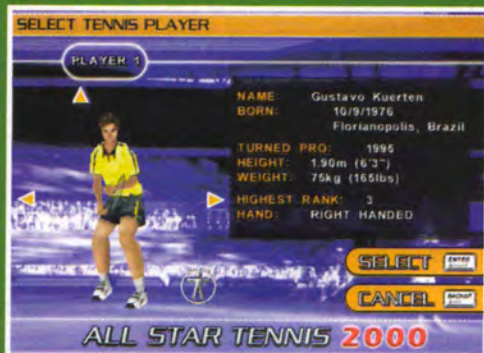 SELECT TENNIS PLAYER
PLAYER 1
NAME: Gustavo Kuerten
BORN: 10/9/1976
Florianopolis, Brazil
TURNED PRO: 1995
HEIGHT: 1.90m (6'3")
WEIGHT: 75kg (165lbs)
HIGHEST RANK: 3
HAND: RIGHT HANDED
SELECT ENTER
CANCEL
ALL STAR TENNIS 2000